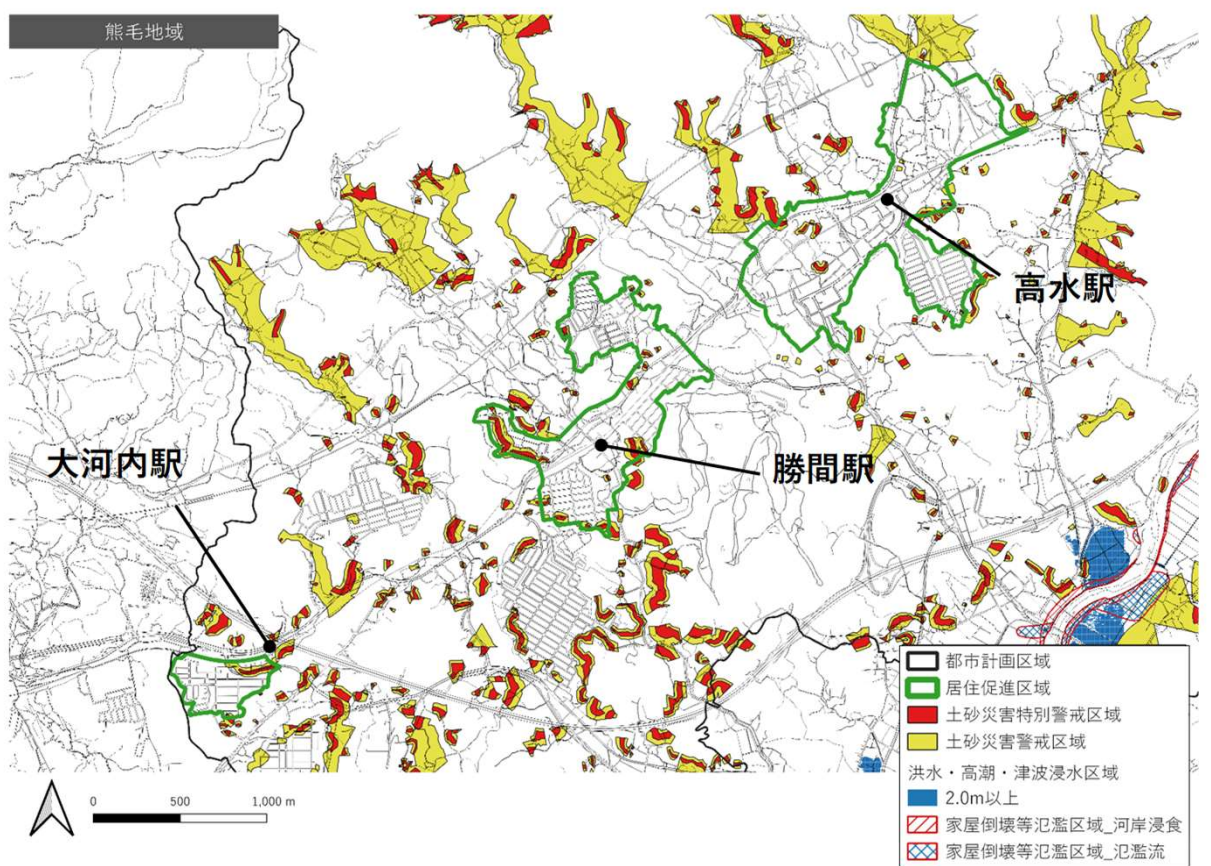 熊毛地域
高水駅
大河内駅
勝間駅
都市計画区域
居住促進区域
土砂災害特別警戒区域
土砂災害警戒区域
洪水・高潮・津波浸水区域
2.0m以上
家屋倒壊等氾濫区域_河岸浸食
家屋倒壊等氾濫区域_氾濫流
0 500 1,000 m